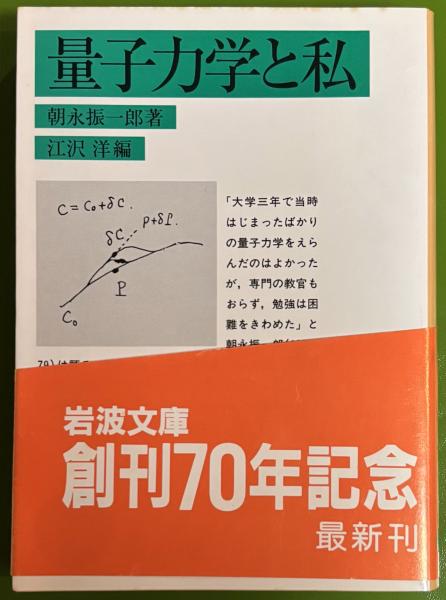 量子力学と私
朝永振一郎著
江沢 洋編
C = C₀ + δC.
δC
P + δP.
P
C₀
「大学三年で当時
はじまったばかり
の量子力学をえら
んだのはよかった
が，専門の教官も
おらず，勉強は困
難をきわめた」と
岩波文庫
創刊70年記念
最新刊